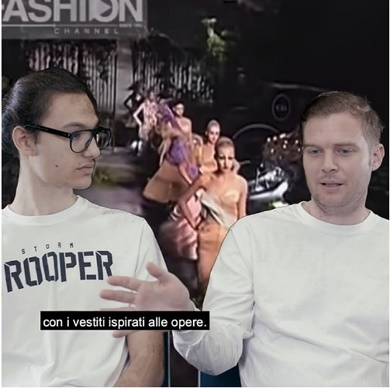 FASHION
CHANNEL
STORM
ROOPER
con i vestiti ispirati alle opere.